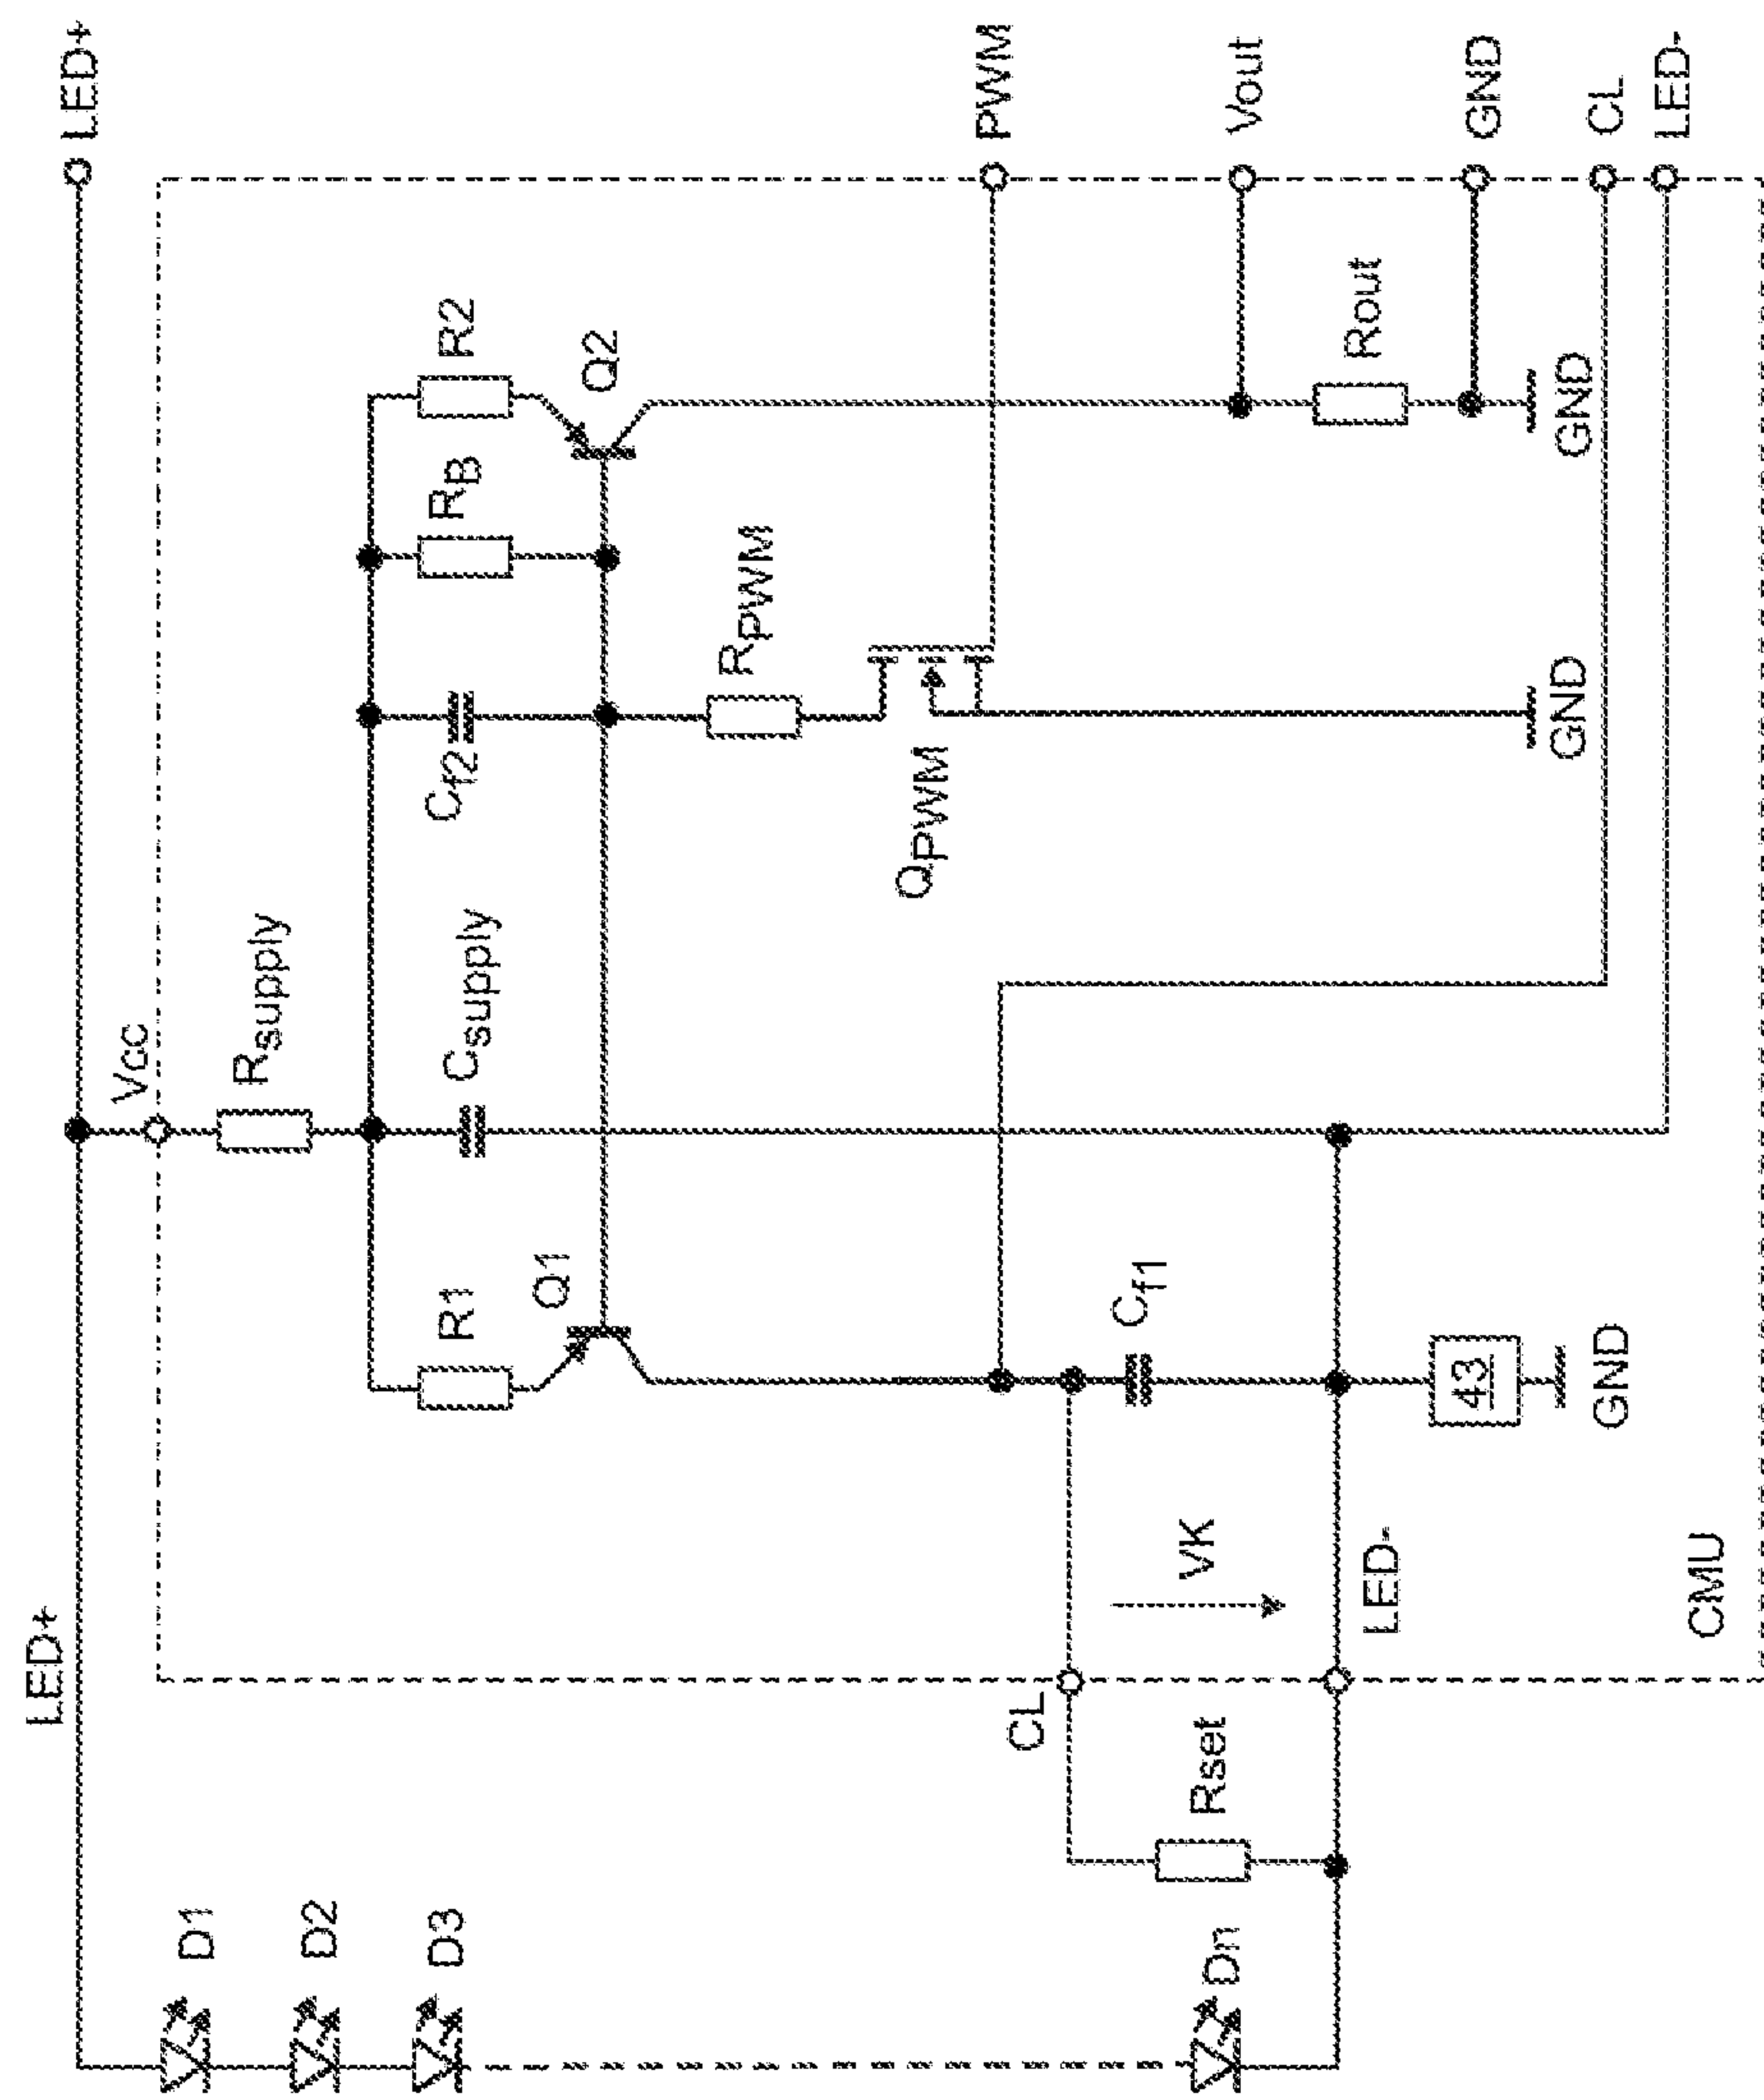 LED+
LED+
VCC
Rsupply
D1
D2
D3
R1
Csupply
Cf2
RB
R2
Q1
Q2
RPWM
PWM
QPWM
CL
Cf1
VK
Rset
Dn
Vout
Rout
LED-
43
GND
GND
GND
GND
CL
LED-
CMU